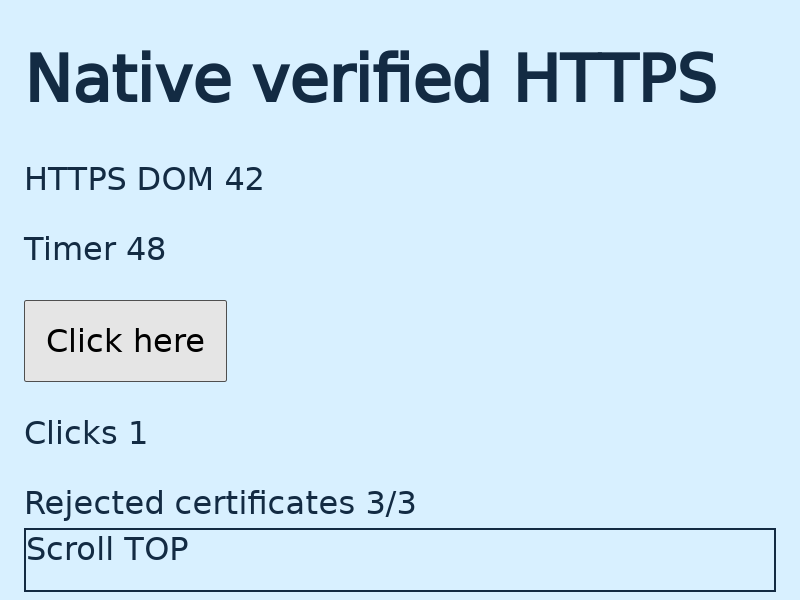 Native verified HTTPS
HTTPS DOM 42
Timer 48
Click here
Clicks 1
Rejected certificates 3/3
Scroll TOP